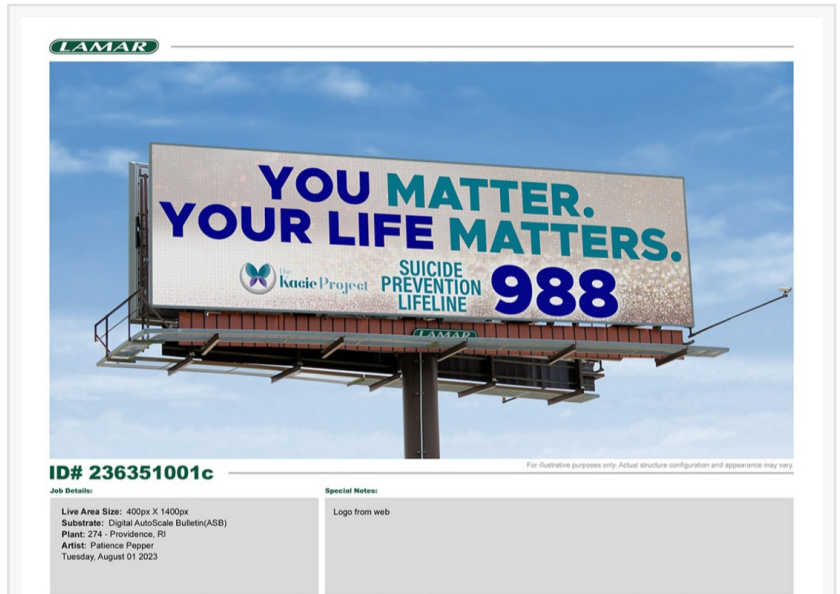 LAMAR
YOU MATTER.
YOUR LIFE MATTERS.
The
Kacie Project
SUICIDE
PREVENTION
LIFELINE
988
LAMAR
ID# 236351001c
For illustrative purposes only. Actual structure configuration and appearance may vary.
Job Details:
Live Area Size: 400px X 1400px
Substrate: Digital AutoScale Bulletin(ASB)
Plant: 274 - Providence, RI
Artist: Patience Pepper
Tuesday, August 01 2023
Special Notes:
Logo from web